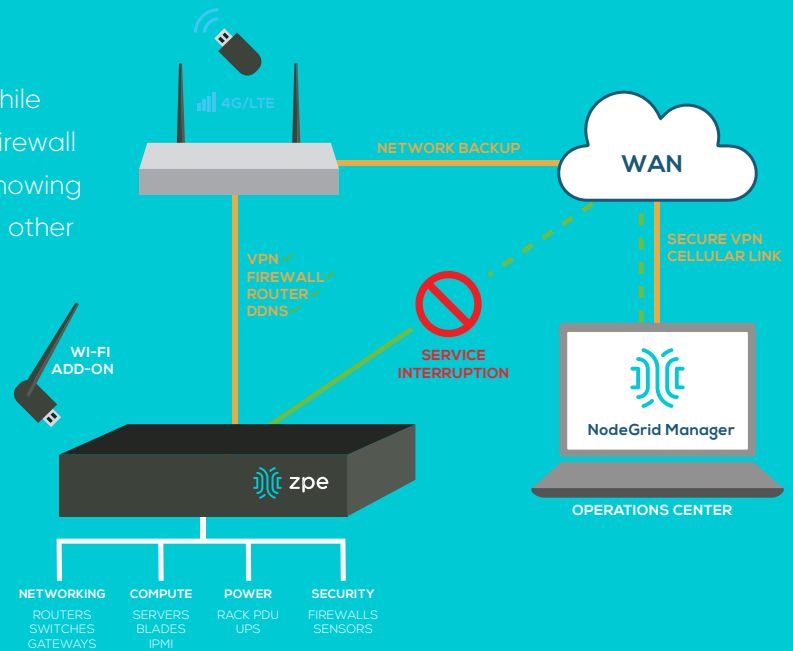 4G/LTE
hile
irewall
nowing
other
NETWORK BACKUP
WAN
VPN
FIREWALL
ROUTER
DDNS
SECURE VPN
CELLULAR LINK
WI-FI
ADD-ON
SERVICE
INTERRUPTION
NodeGrid Manager
OPERATIONS CENTER
zpe
NETWORKING
ROUTERS
SWITCHES
GATEWAYS
COMPUTE
SERVERS
BLADES
IPMI
POWER
RACK PDU
UPS
SECURITY
FIREWALLS
SENSORS